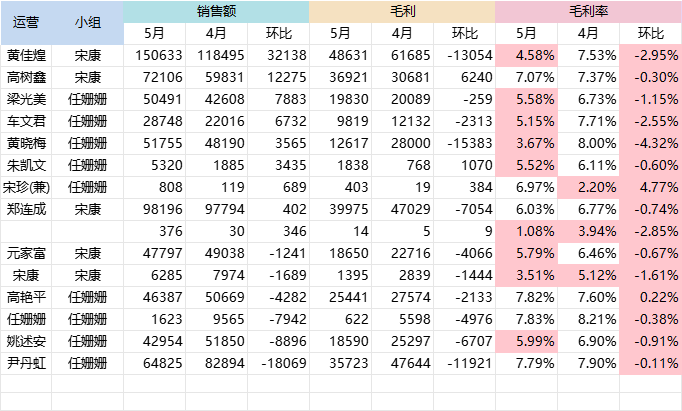 运营 小组 销售额 毛利 毛利率
5月 4月 环比 5月 4月 环比 5月 4月 环比
黄佳煌 宋康 150633 118495 32138 48631 61685 -13054 4.58% 7.53% -2.95%
高树鑫 宋康 72106 59831 12275 36921 30681 6240 7.07% 7.37% -0.30%
梁光美 任姗姗 50491 42608 7883 19830 20089 -259 5.58% 6.73% -1.15%
车文君 任姗姗 28748 22016 6732 9819 12132 -2313 5.15% 7.71% -2.55%
黄晓梅 任姗姗 51755 48190 3565 12617 28000 -15383 3.67% 8.00% -4.32%
朱凯文 任姗姗 5320 1885 3435 1838 768 1070 5.52% 6.11% -0.60%
宋珍(兼) 任姗姗 808 119 689 403 19 384 6.97% 2.20% 4.77%
郑连成 宋康 98196 97794 402 39975 47029 -7054 6.03% 6.77% -0.74%
376 30 346 14 5 9 1.08% 3.94% -2.85%
元家富 宋康 47797 49038 -1241 18650 22716 -4066 5.79% 6.46% -0.67%
宋康 宋康 6285 7974 -1689 1395 2839 -1444 3.51% 5.12% -1.61%
高艳平 任姗姗 46387 50669 -4282 25441 27574 -2133 7.82% 7.60% 0.22%
任姗姗 任姗姗 1623 9565 -7942 622 5598 -4976 7.83% 8.21% -0.38%
姚述安 任姗姗 42954 51850 -8896 18590 25297 -6707 5.99% 6.90% -0.91%
尹丹虹 任姗姗 64825 82894 -18069 35723 47644 -11921 7.79% 7.90% -0.11%